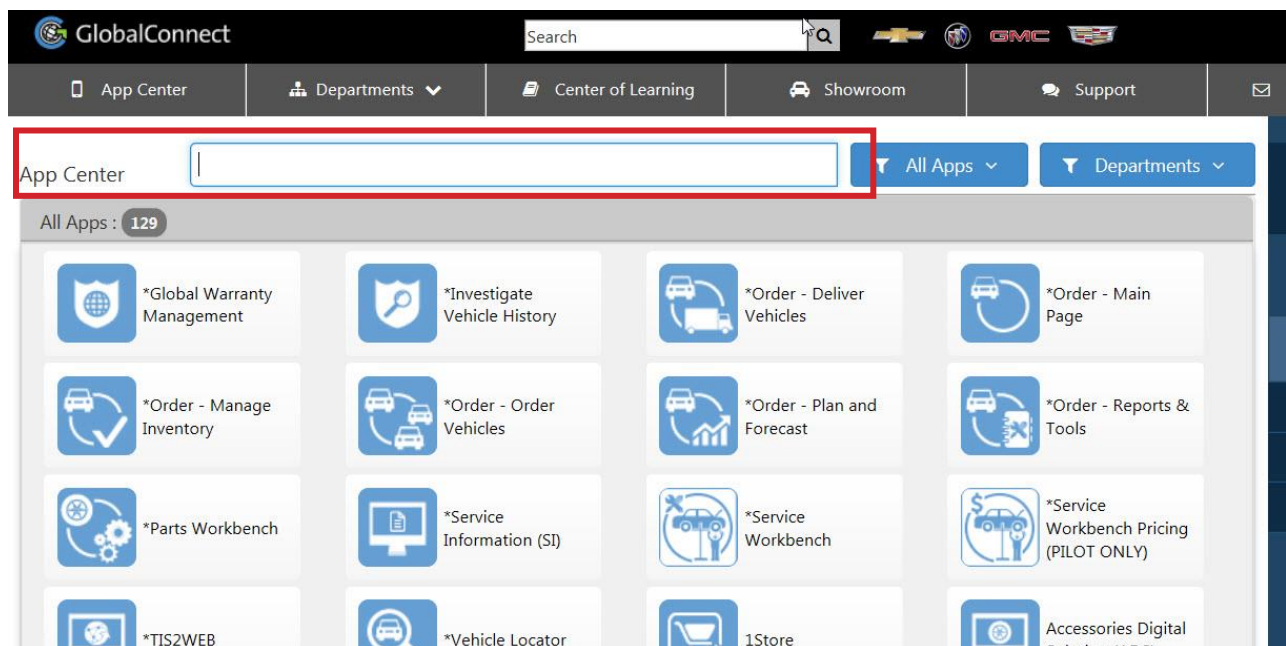 GlobalConnect
Search
GMC
App Center
Departments
Center of Learning
Showroom
Support
App Center
All Apps
Departments
All Apps : 129
*Global Warranty
Management
*Investigate
Vehicle History
*Order - Deliver
Vehicles
*Order - Main
Page
*Order - Manage
Inventory
*Order - Order
Vehicles
*Order - Plan and
Forecast
*Order - Reports &
Tools
*Parts Workbench
*Service
Information (SI)
*Service
Workbench
*Service
Workbench Pricing
(PILOT ONLY)
*TIS2WEB
*Vehicle Locator
1Store
Accessories Digital